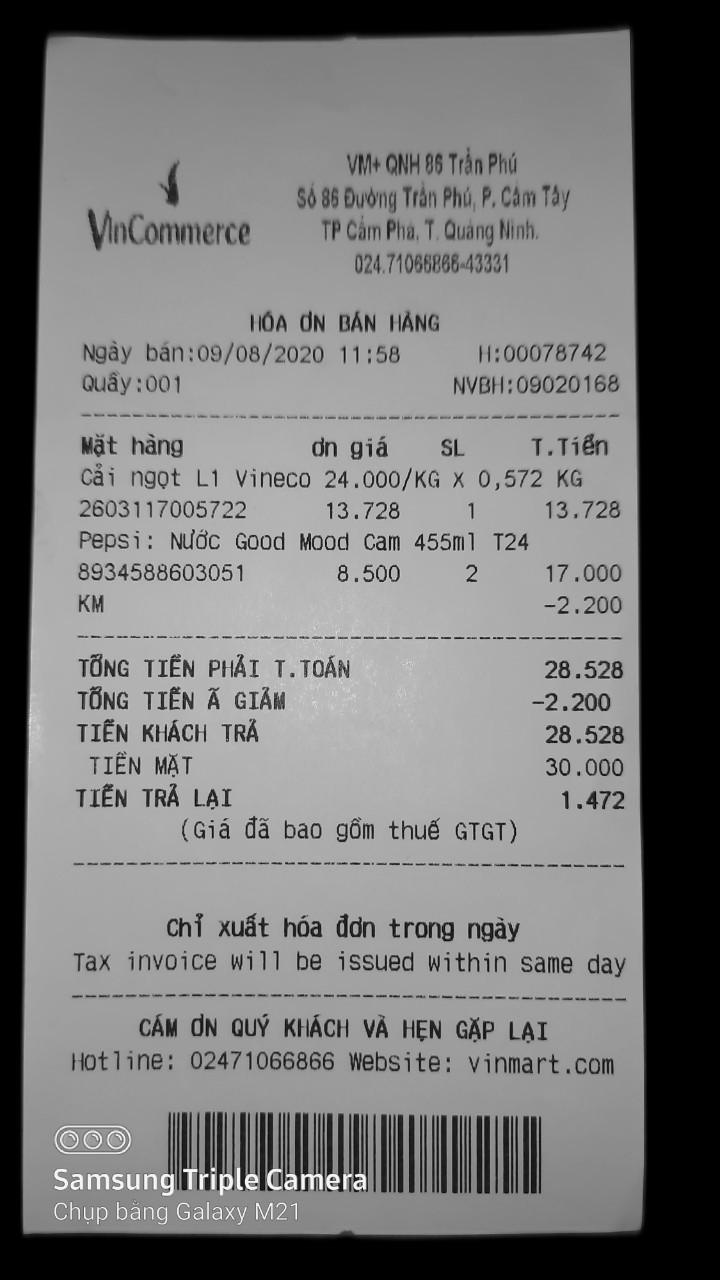 VinCommerce
VM+ QNH 86 Trần Phú
Số 86 Đường Trần Phú, P. Cẩm Tây
TP Cẩm Phả, T. Quảng Ninh.
024.71066866-43331
HÓA ƠN BÁN HÀNG
Ngày bán:09/08/2020 11:58 H:00078742
Quầy:001 NVBH:09020168
Mặt hàng ơn giá SL T.Tiền
Cải ngọt L1 Vineco 24.000/KG X 0,572 KG
2603117005722 13.728 1 13.728
Pepsi: Nước Good Mood Cam 455ml T24
8934588603051 8.500 2 17.000
KM -2.200
TỔNG TIỀN PHẢI T.TOÁN 28.528
TỔNG TIỀN Ã GIẢM -2.200
TIỀN KHÁCH TRẢ 28.528
TIỀN MẶT 30.000
TIỀN TRẢ LẠI 1.472
(Giá đã bao gồm thuế GTGT)
Chỉ xuất hóa đơn trong ngày
Tax invoice will be issued within same day
CÁM ƠN QUÝ KHÁCH VÀ HẸN GẶP LẠI
Hotline: 02471066866 Website: vinmart.com
Samsung Triple Camera
Chụp bằng Galaxy M21